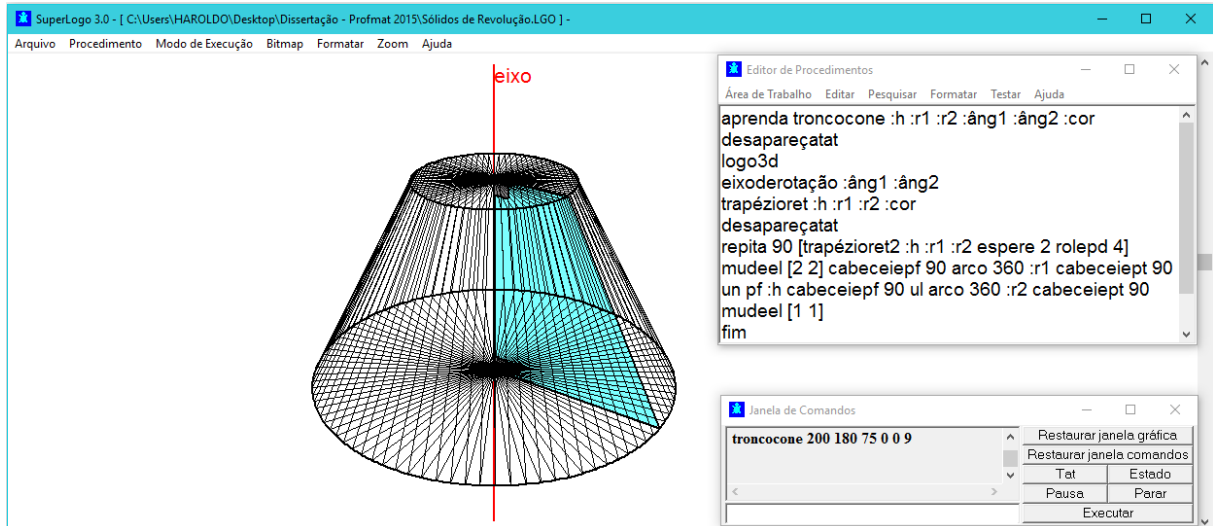 SuperLogo 3.0 - [ C:\Users\HAROLDO\Desktop\Dissertação - Profmat 2015\Sólidos de Revolução.LGO ] -
Arquivo Procedimento Modo de Execução Bitmap Formatar Zoom Ajuda
eixo
Editor de Procedimentos
Área de Trabalho Editar Pesquisar Formatar Testar Ajuda
aprenda troncocone :h :r1 :r2 :âng1 :âng2 :cor
desapareçatat
logo3d
eixoderotação :âng1 :âng2
trapézioret :h :r1 :r2 :cor
desapareçatat
repita 90 [trapézioret2 :h :r1 :r2 espere 2 rolepd 4]
mudeel [2 2] cabeceiepf 90 arco 360 :r1 cabeceiept 90
un pf :h cabeceiepf 90 ul arco 360 :r2 cabeceiept 90
mudeel [1 1]
fim
Janela de Comandos
troncocone 200 180 75 0 0 9
Restaurar janela gráfica
Restaurar janela comandos
Tat Estado
Pausa Parar
Executar